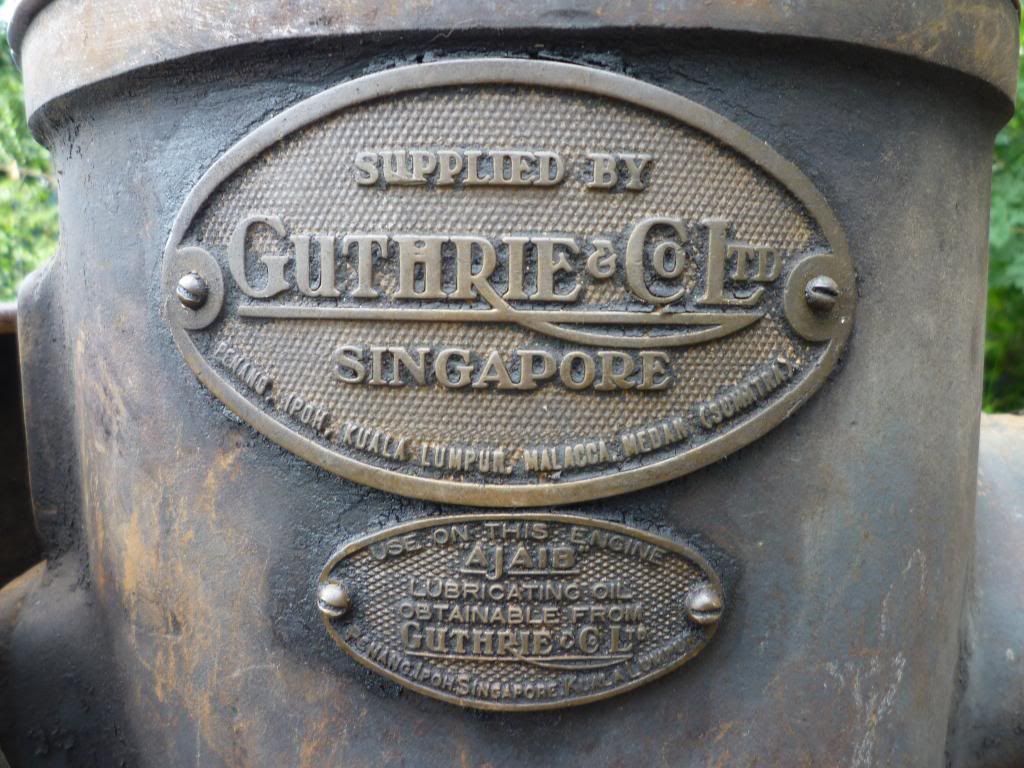 SUPPLIED BY
GUTHRIE & CO LTD
SINGAPORE
PENANG, IPOH, KUALA LUMPUR, MALACCA, MEDAN (SUMATRA)
USE ON THIS ENGINE
AJAIB
LUBRICATING OIL
OBTAINABLE FROM
GUTHRIE & CO LTD
PENANG, IPOH, SINGAPORE, KUALA LUMPUR